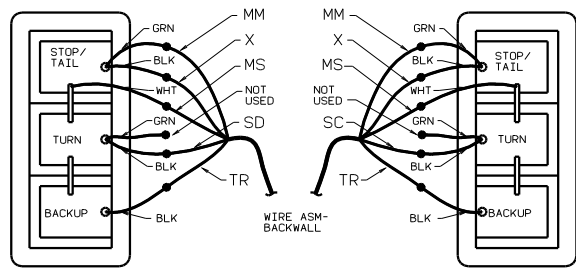 MM
GRN
X
STOP/
TAIL
BLK
MS
WHT
NOT
USED
GRN
TURN
SD
BLK
TR
BACKUP
BLK
WIRE ASM-
BACKWALL
MM
GRN
X
STOP/
TAIL
BLK
MS
WHT
NOT
USED
GRN
TURN
SC
BLK
TR
BACKUP
BLK